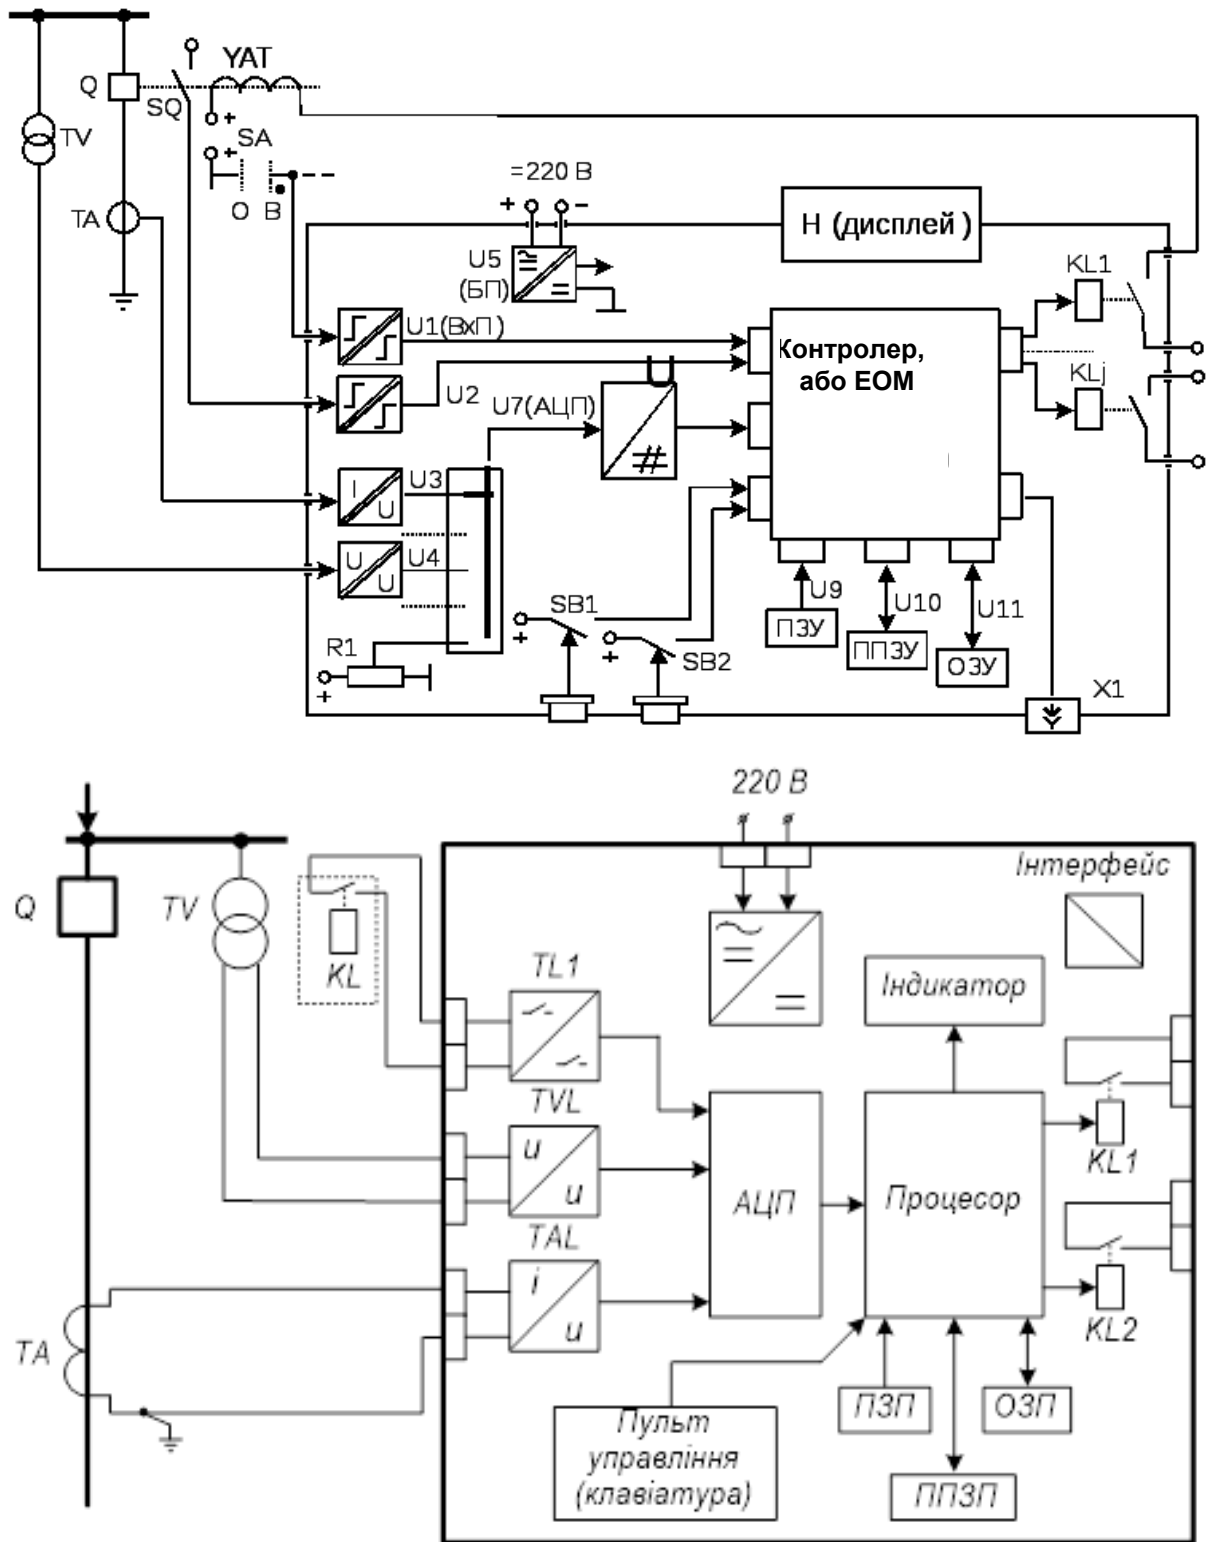 YAT
Q
SQ
TV
+
SA
+
=220 В
+
−
О В
TA
Н (дисплей )
U5
(БП)
KL1
U1(ВхП)
Контролер,
або ЕОМ
KLj
U2
U7(АЦП)
#
I
U
U3
U
U
U4
SB1
+
+
SB2
R1
+
U9
ПЗУ
U10
ППЗУ
U11
ОЗУ
X1
220 В
Інтерфейс
Q
TV
KL
TL1
Індикатор
TVL
u
u
KL1
АЦП
Процесор
TAL
i
u
KL2
TA
Пульт
управління
(клавіатура)
ПЗП
ОЗП
ППЗП